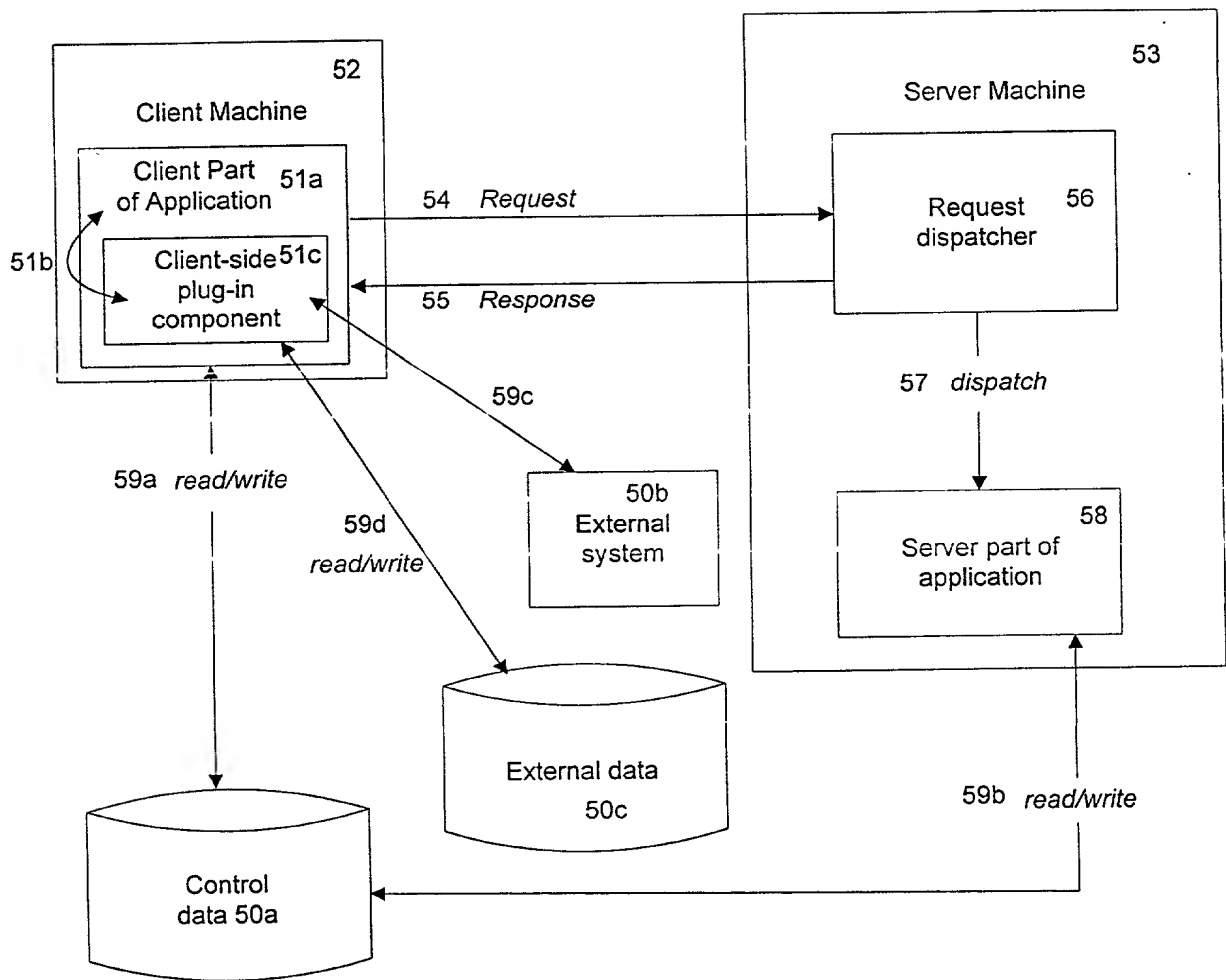 52
Client Machine
Client Part
of Application
51a
51b
Client-side
plug-in
component
51c
54 Request
55 Response
53
Server Machine
Request
dispatcher
56
57 dispatch
58
Server part of
application
59a read/write
59c
59d
read/write
50b
External
system
External data
50c
59b read/write
Control
data 50a